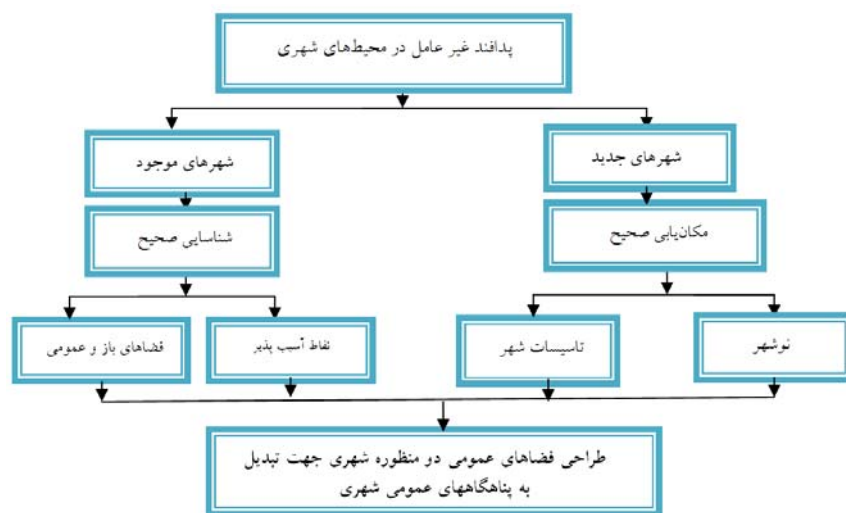 پدافند غیر عامل در محیط‌های شهری
شهرهای جدید
شهرهای موجود
مکان‌یابی صحیح
شناسایی صحیح
نوشهر
تاسیسات شهر
نقاط آسیب پذیر
فضاهای باز و عمومی
طراحی فضاهای عمومی دو منظوره شهری جهت تبدیل
به پناهگاههای عمومی شهری